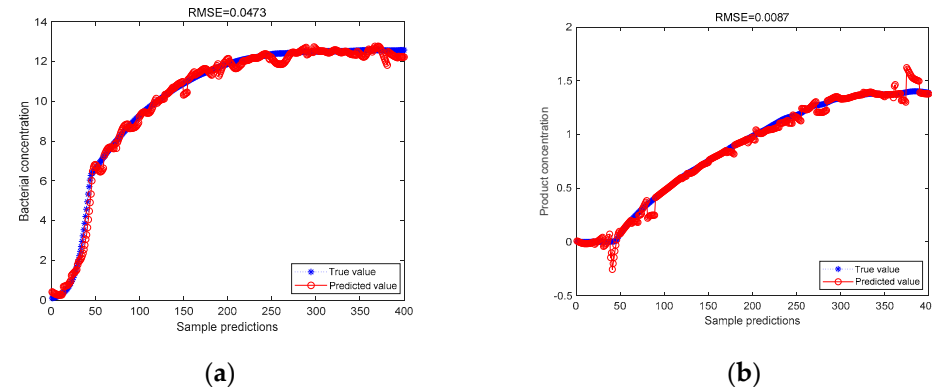 RMSE=0.0473
14
12
10
8
6
4
2
0
Bacterial concentration
True value
Predicted value
0 50 100 150 200 250 300 350 400
Sample predictions
(a)
RMSE=0.0087
2
1.5
1
0.5
0
-0.5
Product concentration
True value
Predicted value
0 50 100 150 200 250 300 350 40
Sample predictions
(b)